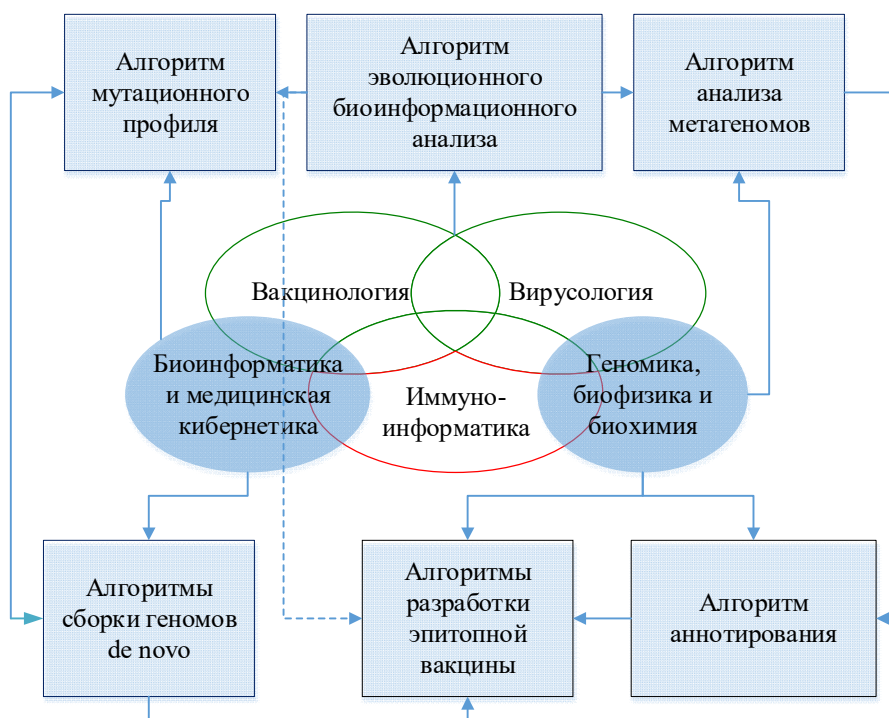 Алгоритм
мутационного
профиля
Алгоритм
эволюционного
биоинформационного
анализа
Алгоритм
анализа
метагеномов
Вакцинология
Вирусология
Биоинформатика
и медицинская
кибернетика
Иммуно-
информатика
Геномика,
биофизика и
биохимия
Алгоритмы
сборки геномов
de novo
Алгоритмы
разработки
эпитопной
вакцины
Алгоритм
аннотирования